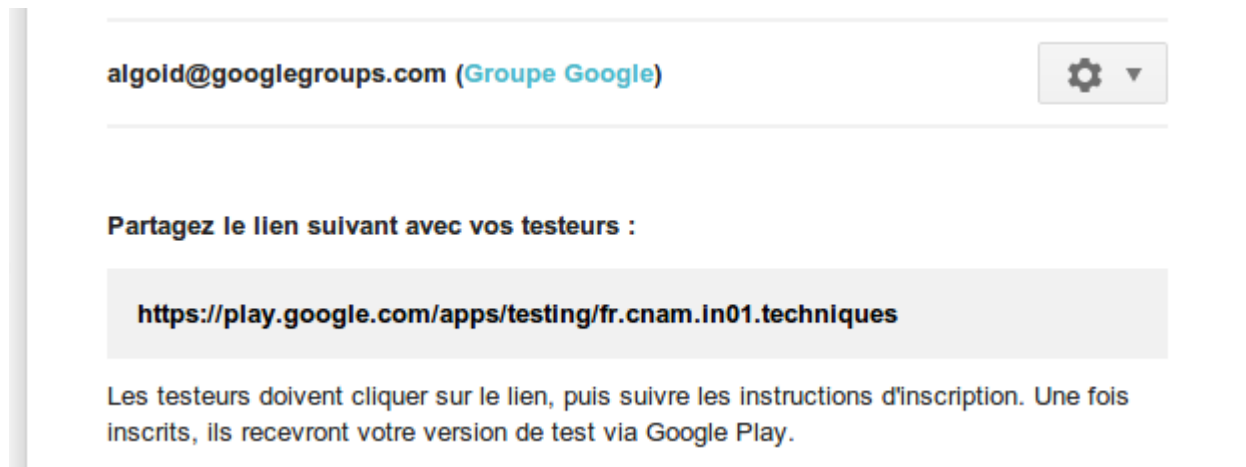 algoid@googlegroups.com (Groupe Google)
Partagez le lien suivant avec vos testeurs :
https://play.google.com/apps/testing/fr.cnam.in01.techniques
Les testeurs doivent cliquer sur le lien, puis suivre les instructions d'inscription. Une fois
inscrits, ils recevront votre version de test via Google Play.